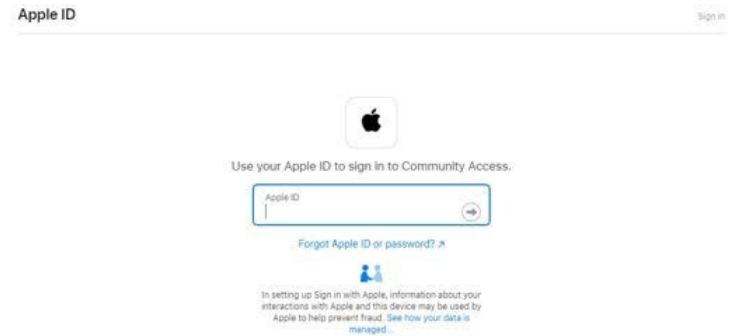 Apple ID
Sign in
Use your Apple ID to sign in to Community Access.
Apple ID
Forgot Apple ID or password? ↗
In setting up Sign in with Apple, information about your
interactions with Apple and this device may be used by
Apple to help prevent fraud. See how your data is
managed...